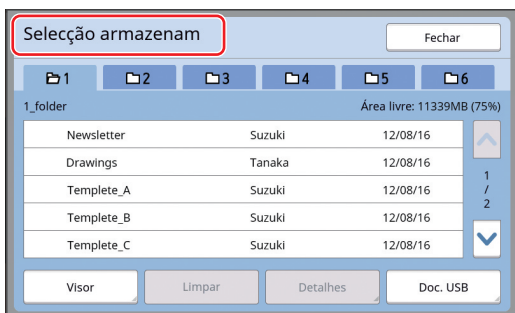 Selecção armazenam
Fechar
1 2 3 4 5 6
1_folder Área livre: 11339MB (75%)
Newsletter Suzuki 12/08/16
Drawings Tanaka 12/08/16
Templete_A Suzuki 12/08/16
Templete_B Suzuki 12/08/16
Templete_C Suzuki 12/08/16
1
/
2
Visor Limpar Detalhes Doc. USB